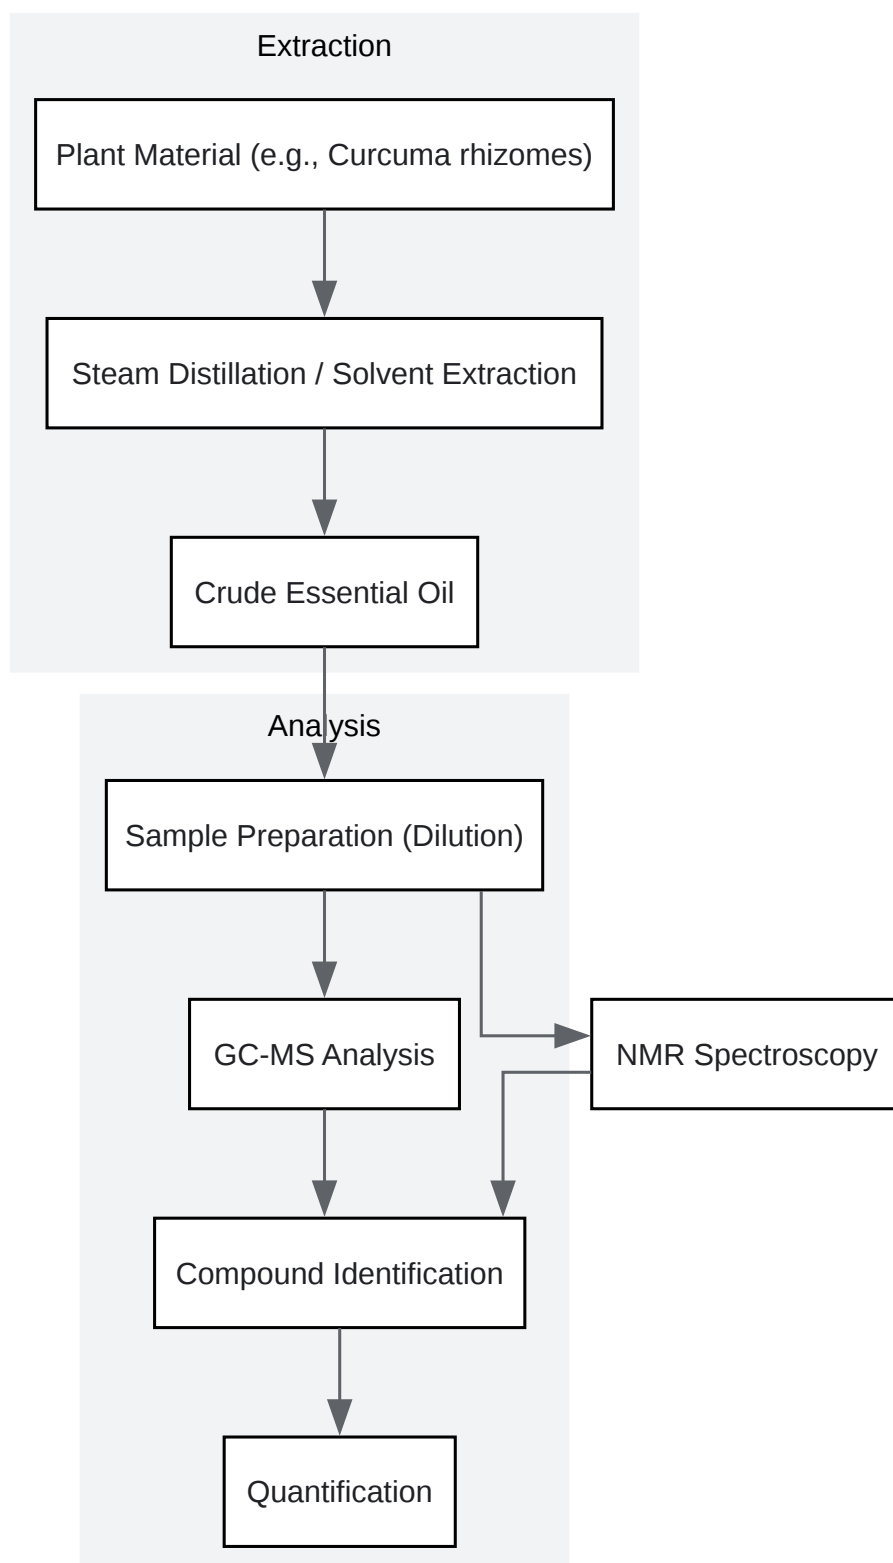 Extraction
Plant Material (e.g., Curcuma rhizomes)
Steam Distillation / Solvent Extraction
Crude Essential Oil
Analysis
Sample Preparation (Dilution)
GC-MS Analysis
NMR Spectroscopy
Compound Identification
Quantification